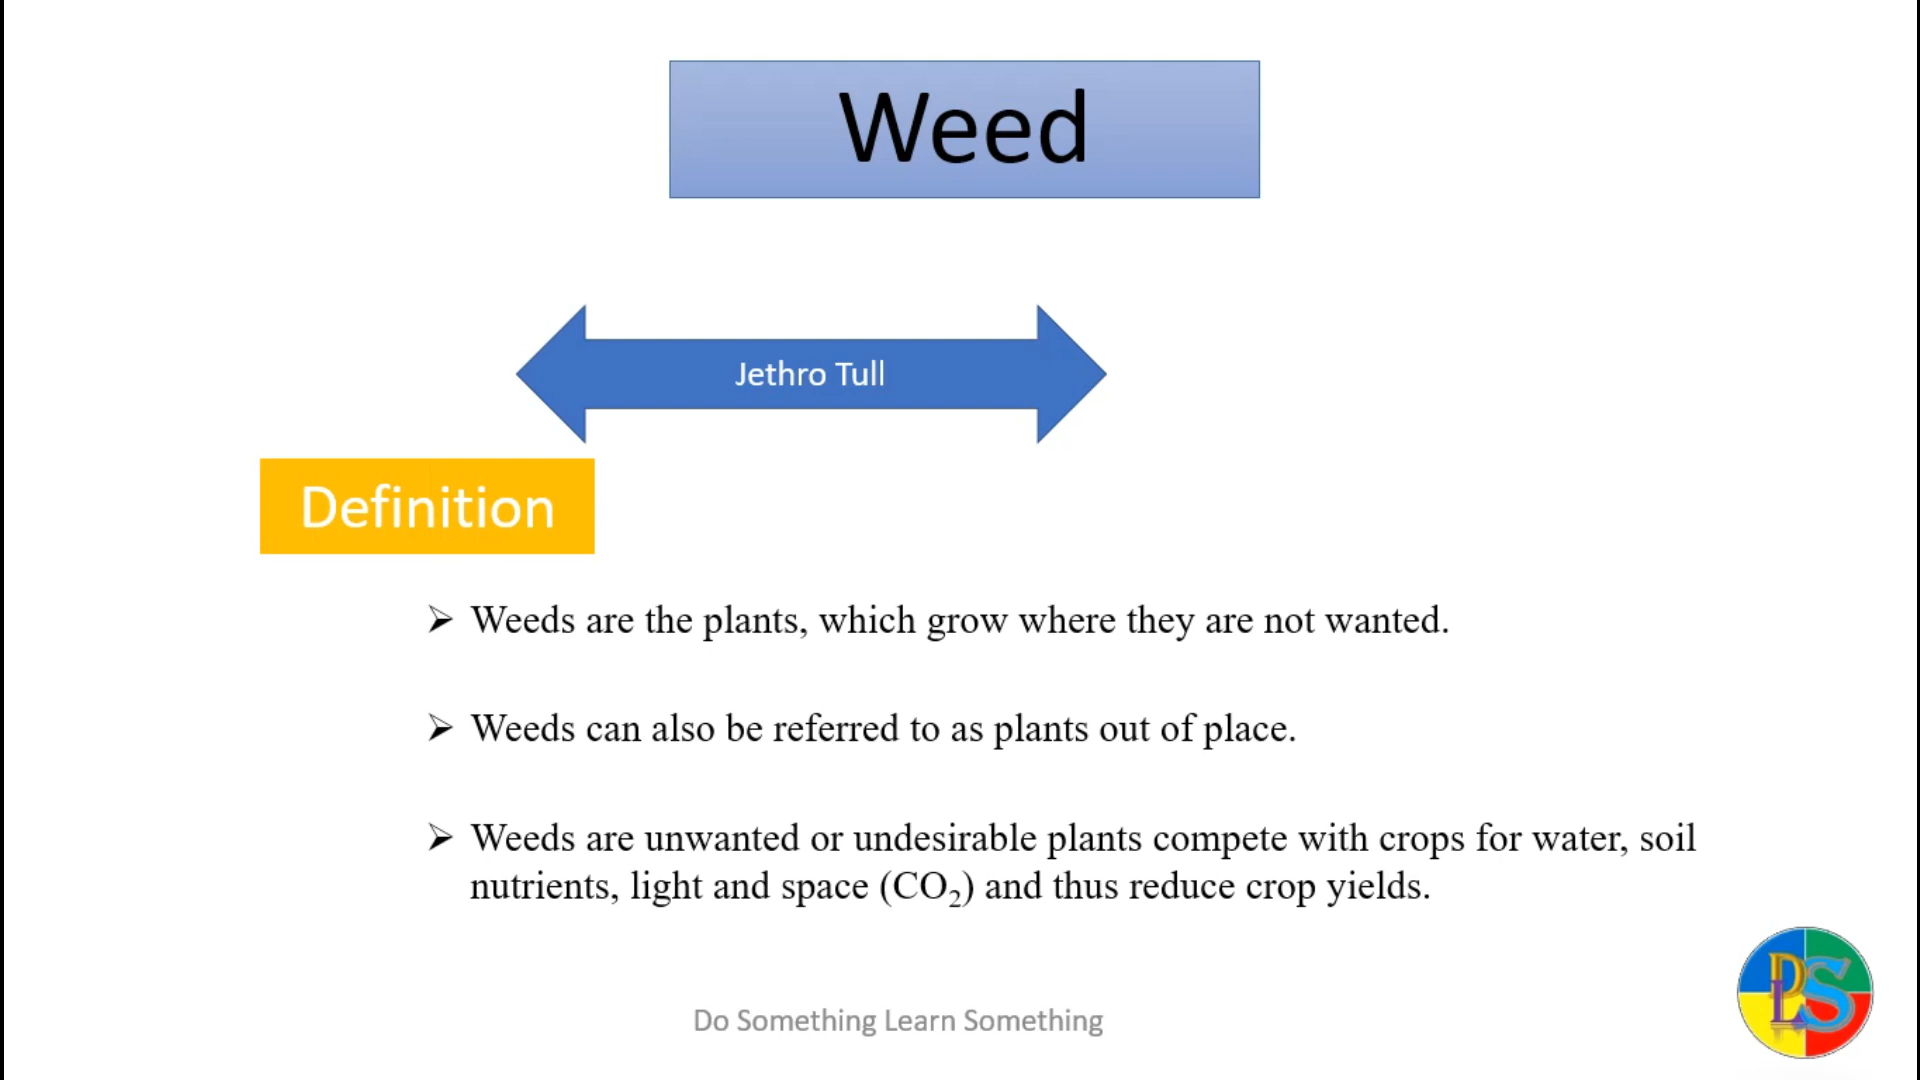 Weed
Jethro Tull
Definition
➢ Weeds are the plants, which grow where they are not wanted.
➢ Weeds can also be referred to as plants out of place.
➢ Weeds are unwanted or undesirable plants compete with crops for water, soil
nutrients, light and space (CO₂) and thus reduce crop yields.
Do Something Learn Something
DLS